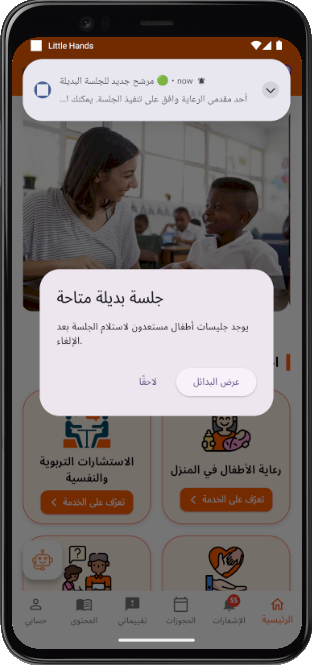 Little Hands
مرشح جديد للجلسة البديلة 🟢 • now
أحد مقدمي الرعاية وافق على تنفيذ الجلسة. يمكنك ا...
جلسة بديلة متاحة
يوجد جليسات أطفال مستعدون لاستلام الجلسة بعد
الإلغاء.
عرض البدائل
لاحقًا
رعاية الأطفال في المنزل
تعرّف على الخدمة
الاستشارات التربوية
والنفسية
تعرّف على الخدمة
55
الرئيسية
الإشعارات
الحجوزات
تقييماتي
المحتوى
حسابي